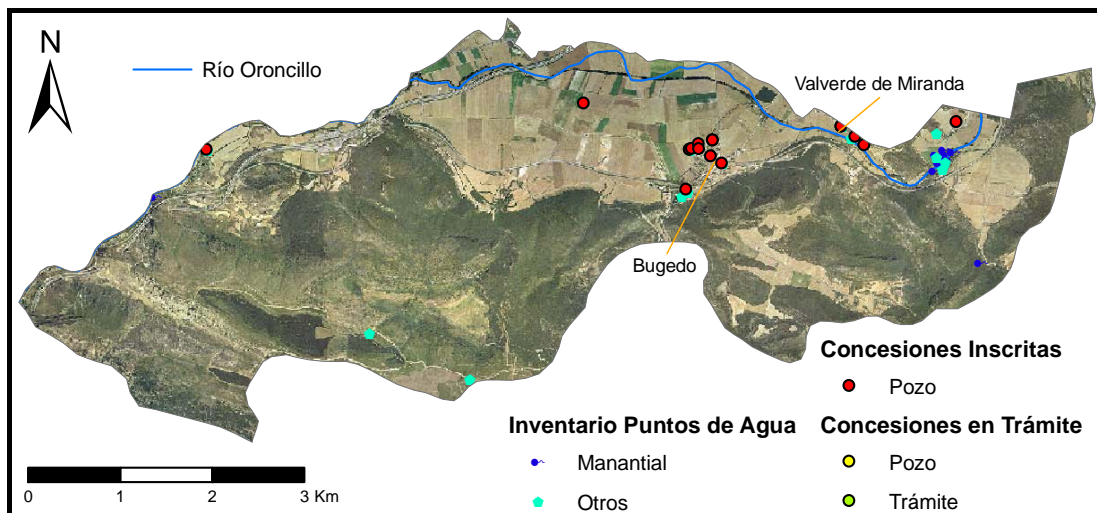 N
Río Oroncillo
Valverde de Miranda
Bugedo
Concesiones Inscritas
Pozo
Inventario Puntos de Agua
Concesiones en Trámite
Manantial
Pozo
Otros
Trámite
0 1 2 3 Km